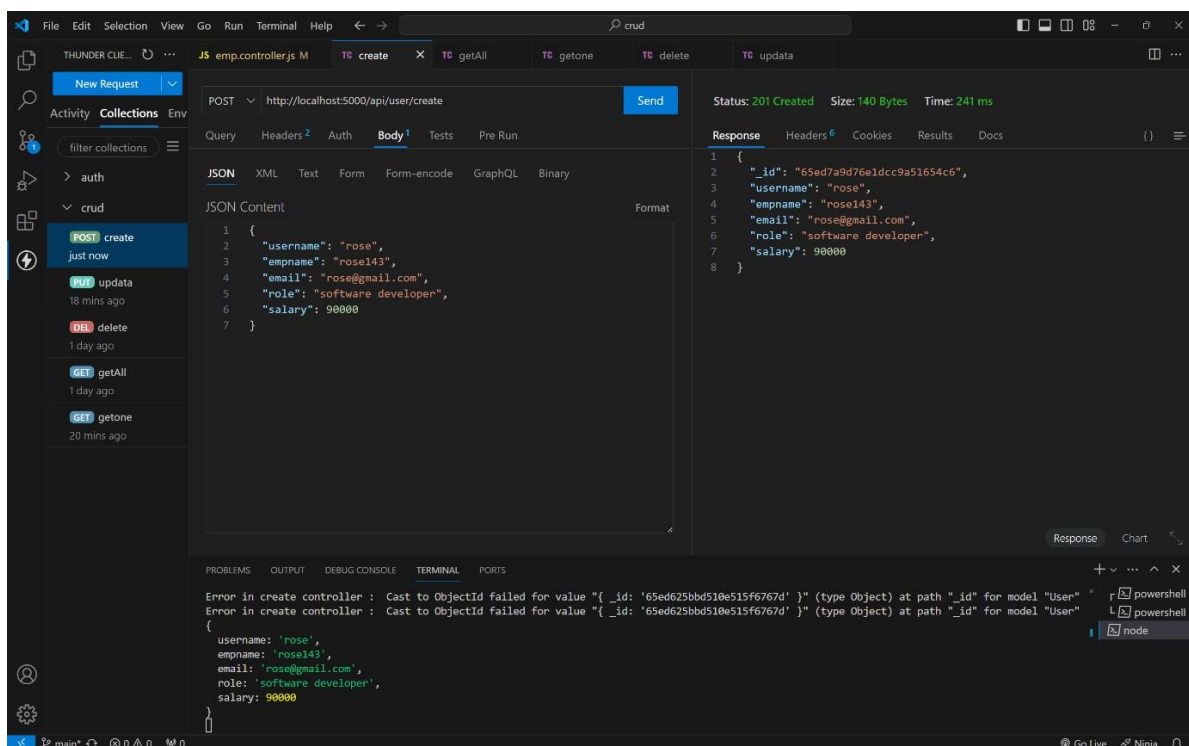 File Edit Selection View Go Run Terminal Help crud
THUNDER CLIE...
JS emp.controller.js M TC create TC getAll TC getone TC delete TC updata
New Request
Activity Collections Env
filter collections
auth
crud
POST create
just now
PUT updata
18 mins ago
DEL delete
1 day ago
GET getAll
1 day ago
GET getone
20 mins ago
1
POST http://localhost:5000/api/user/create Send
Query Headers 2 Auth Body 1 Tests Pre Run
JSON XML Text Form Form-encode GraphQL Binary
JSON Content Format
1 {
2 "username": "rose",
3 "empname": "rose143",
4 "email": "rose@gmail.com",
5 "role": "software developer",
6 "salary": 90000
7 }
Status: 201 Created Size: 140 Bytes Time: 241 ms
Response Headers 6 Cookies Results Docs {}
1 {
2 "_id": "65ed7a9d76e1dcc9a51654c6",
3 "username": "rose",
4 "empname": "rose143",
5 "email": "rose@gmail.com",
6 "role": "software developer",
7 "salary": 90000
8 }
Response Chart
PROBLEMS OUTPUT DEBUG CONSOLE TERMINAL PORTS
Error in create controller : Cast to ObjectId failed for value "{ _id: '65ed625bbd510e515f6767d' }" (type Object) at path "_id" for model "User"
Error in create controller : Cast to ObjectId failed for value "{ _id: '65ed625bbd510e515f6767d' }" (type Object) at path "_id" for model "User"
{
username: 'rose',
empname: 'rose143',
email: 'rose@gmail.com',
role: 'software developer',
salary: 90000
}
powershell
powershell
node
main* 0 0 0 Go Live Ninja